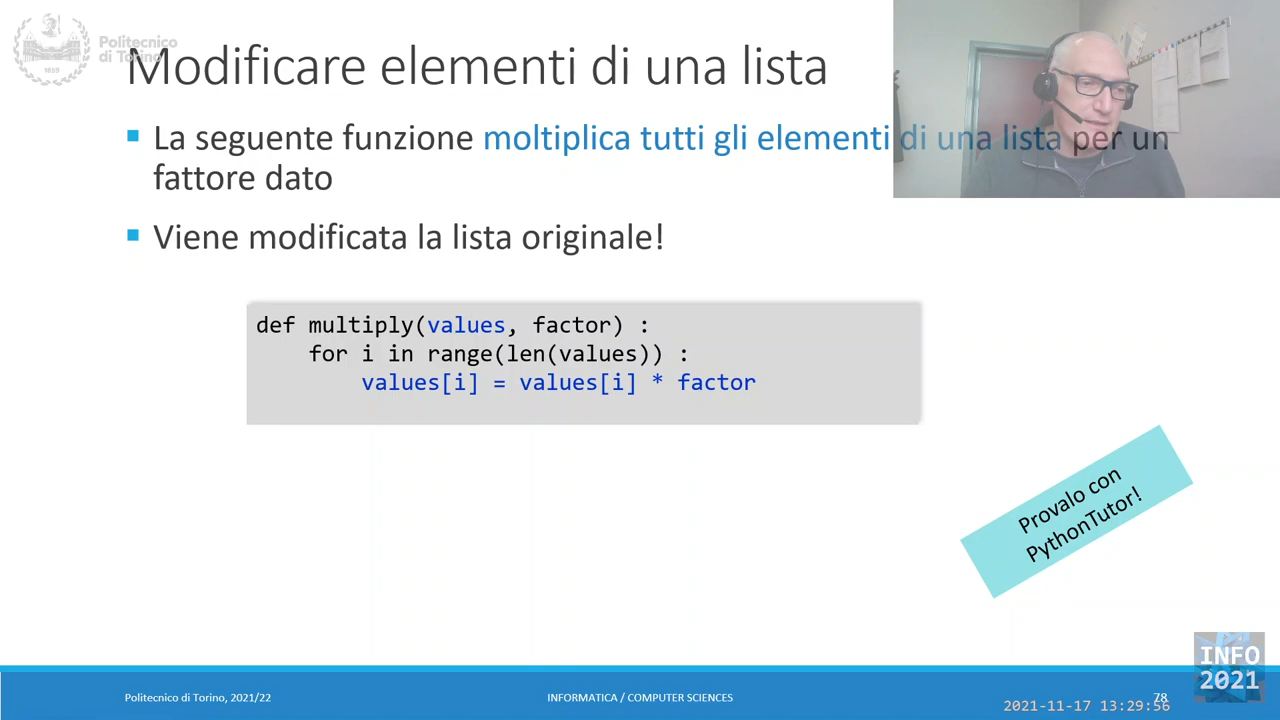 Politecnico
di Torino
Modificare elementi di una lista
▪ La seguente funzione moltiplica tutti gli elementi di una lista per un
fattore dato
▪ Viene modificata la lista originale!
def multiply(values, factor) :
for i in range(len(values)) :
values[i] = values[i] * factor
Provalo con
PythonTutor!
INFO
2021
Politecnico di Torino, 2021/22
INFORMATICA / COMPUTER SCIENCES
78
2021-11-17 13:29:56